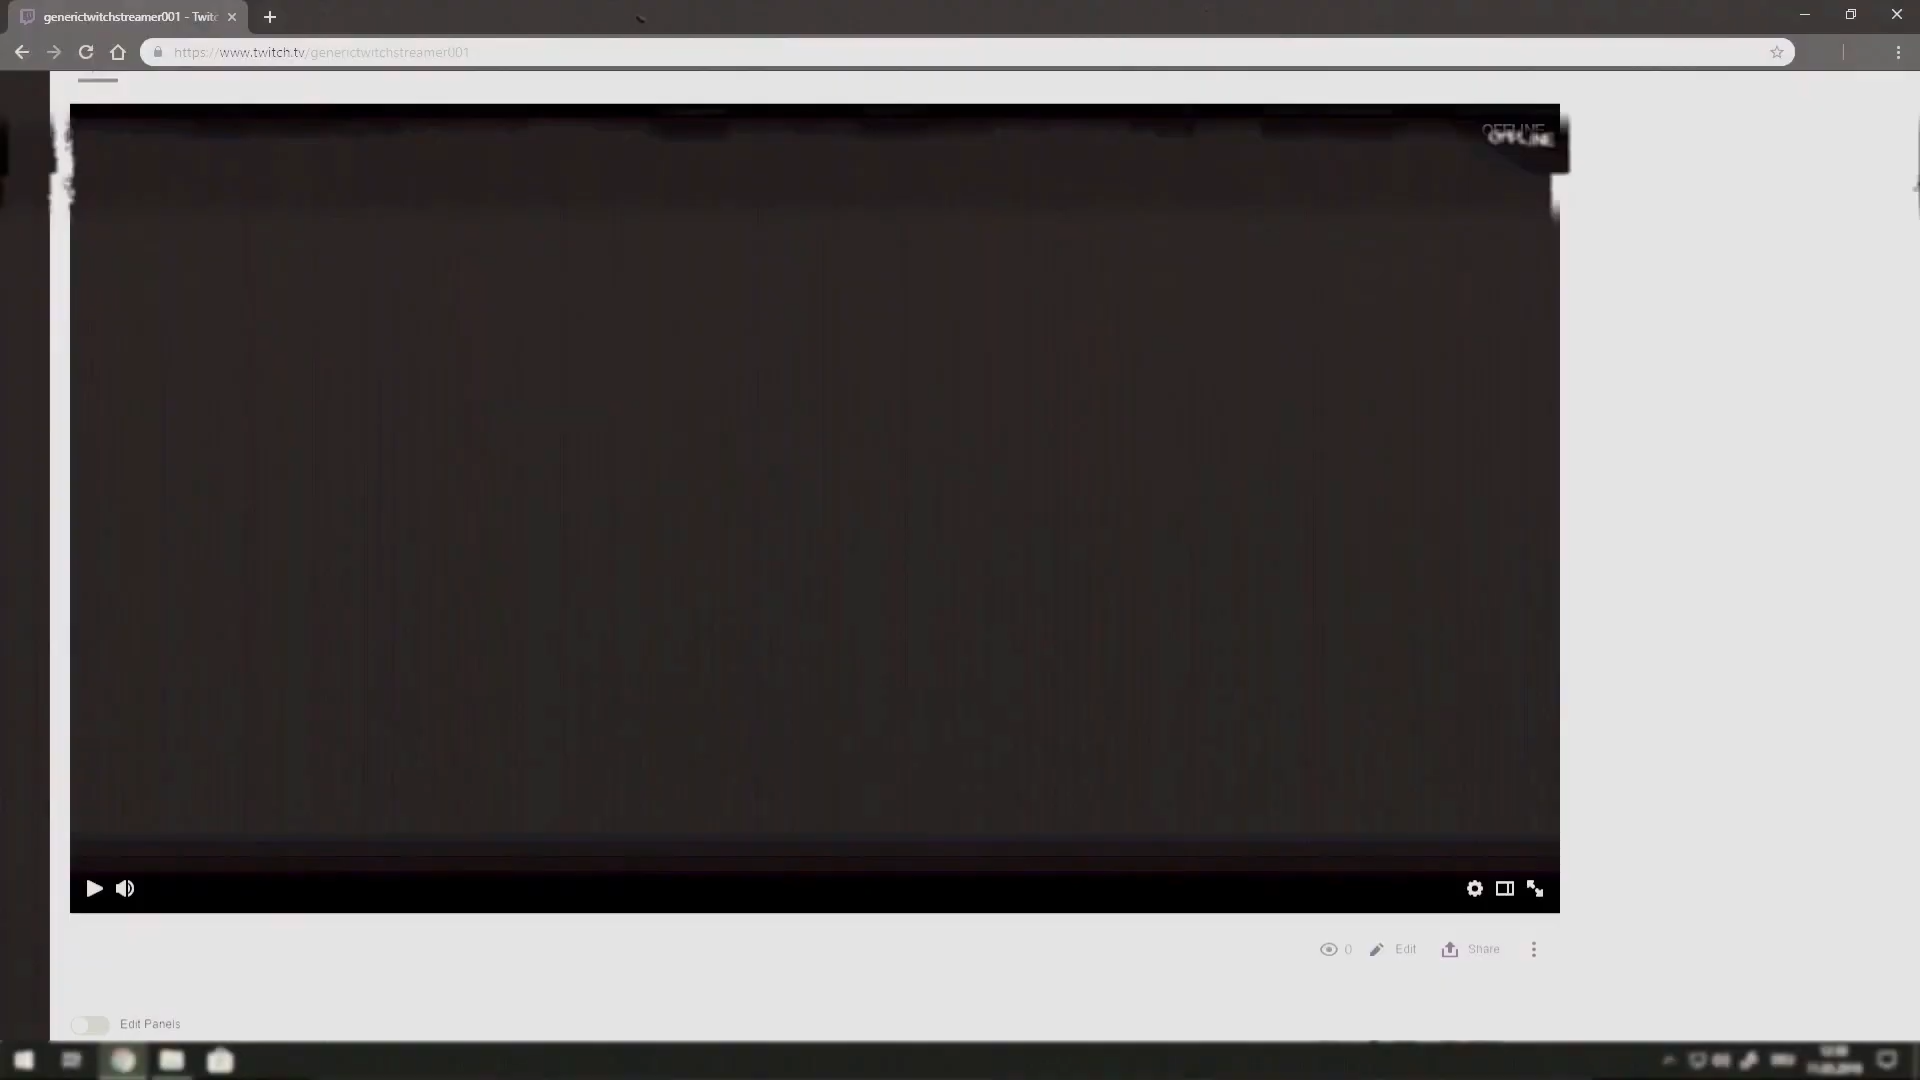 generictwitchstreamer001 - Twitc
https://www.twitch.tv/generictwitchstreamer001
OFFLINE
0
Edit
Share
Edit Panels